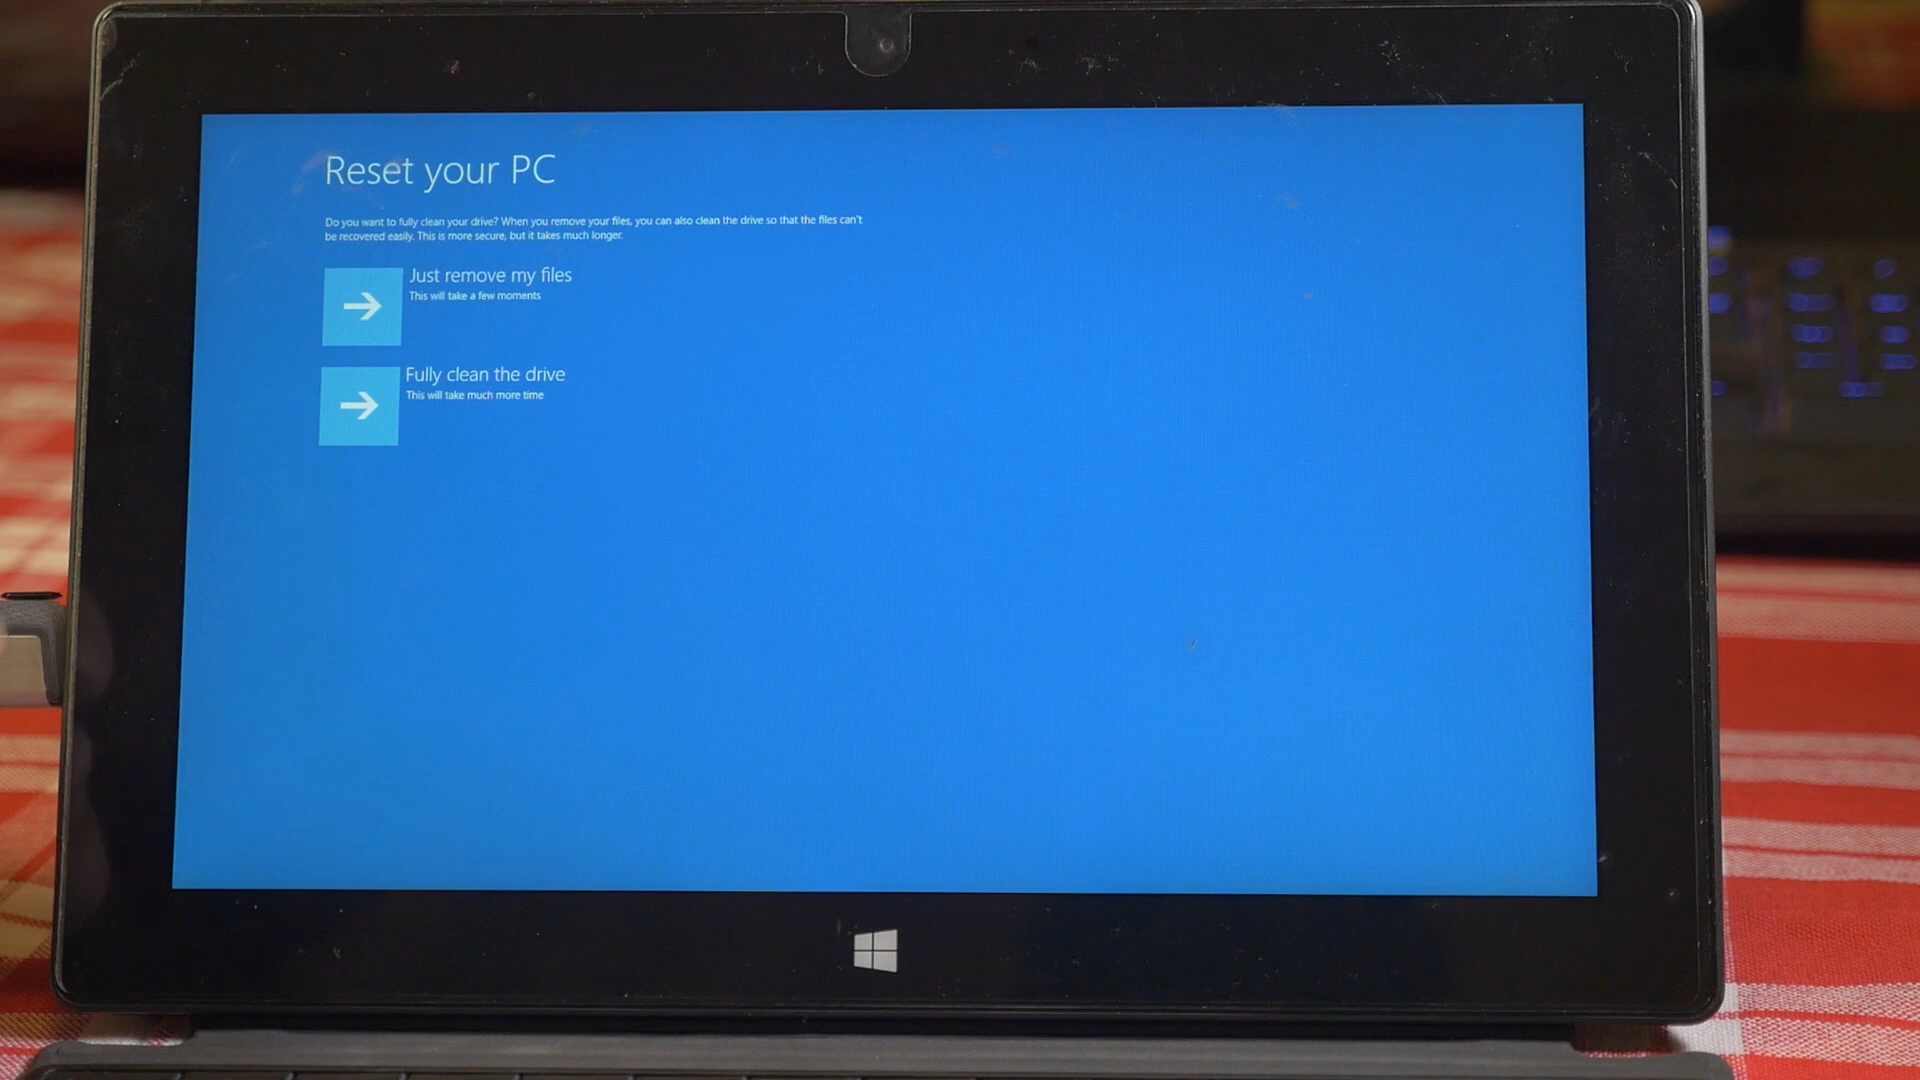 Reset your PC
Do you want to fully clean your drive? When you remove your files, you can also clean the drive so that the files can't
be recovered easily. This is more secure, but it takes much longer.
Just remove my files
This will take a few moments
Fully clean the drive
This will take much more time